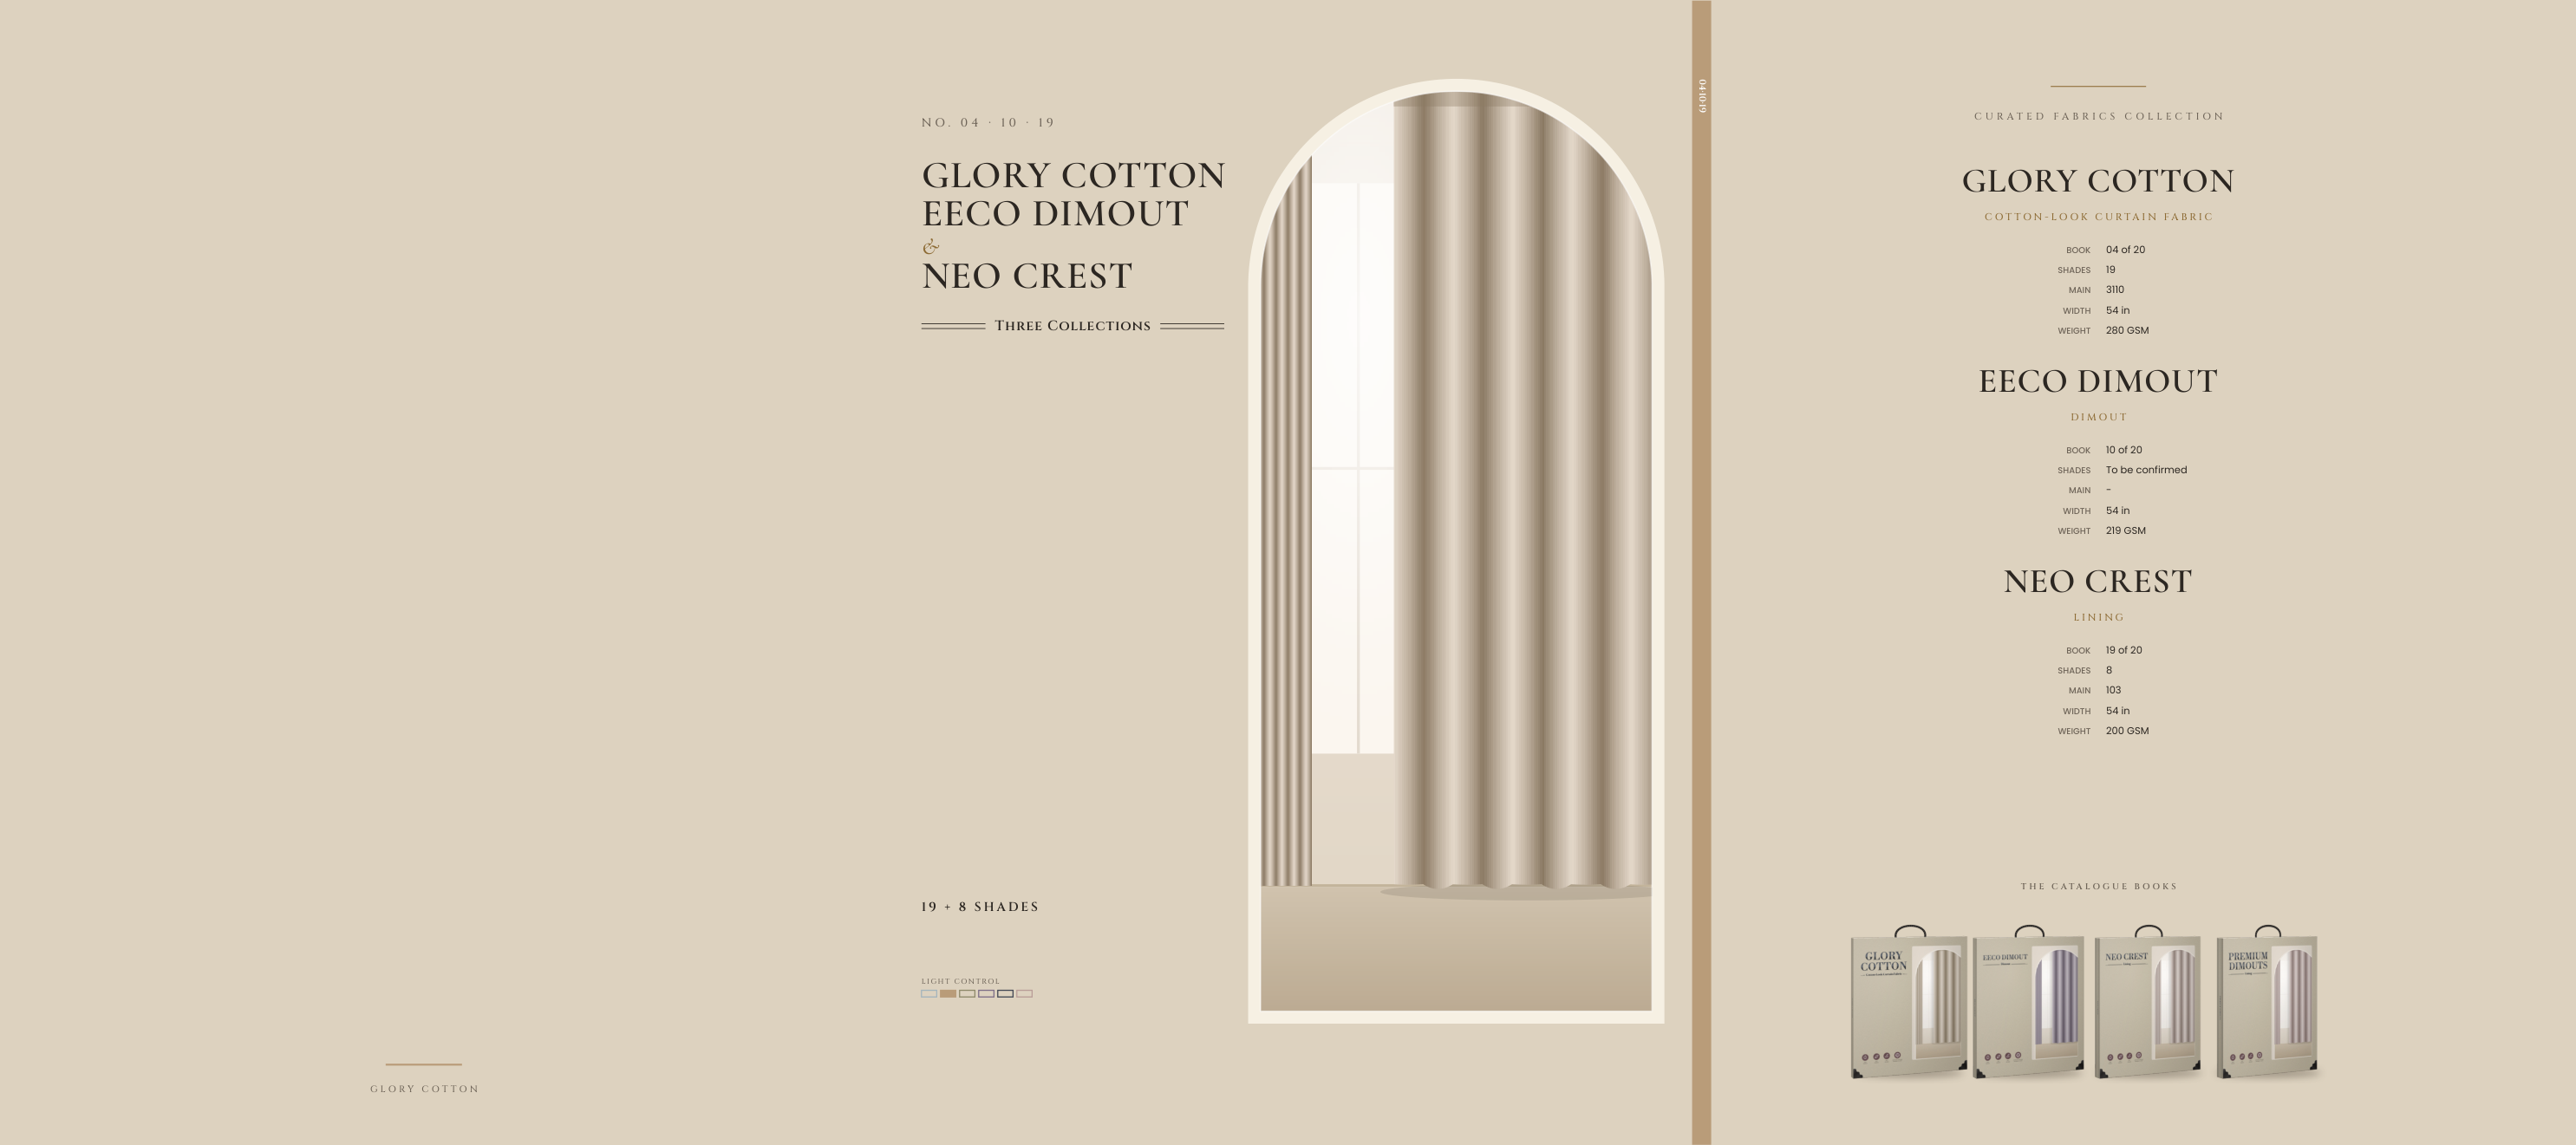 GLORY COTTON
NO. 04 · 10 · 19
GLORY COTTON
EECO DIMOUT
&
NEO CREST
THREE COLLECTIONS
19 + 8 SHADES
LIGHT CONTROL
04·10·19
CURATED FABRICS COLLECTION
GLORY COTTON
COTTON-LOOK CURTAIN FABRIC
BOOK 04 of 20
SHADES 19
MAIN 3110
WIDTH 54 in
WEIGHT 280 GSM
EECO DIMOUT
DIMOUT
BOOK 10 of 20
SHADES To be confirmed
MAIN -
WIDTH 54 in
WEIGHT 219 GSM
NEO CREST
LINING
BOOK 19 of 20
SHADES 8
MAIN 103
WIDTH 54 in
WEIGHT 200 GSM
THE CATALOGUE BOOKS
GLORY
COTTON
EECO DIMOUT
NEO CREST
PREMIUM
DIMOUTS